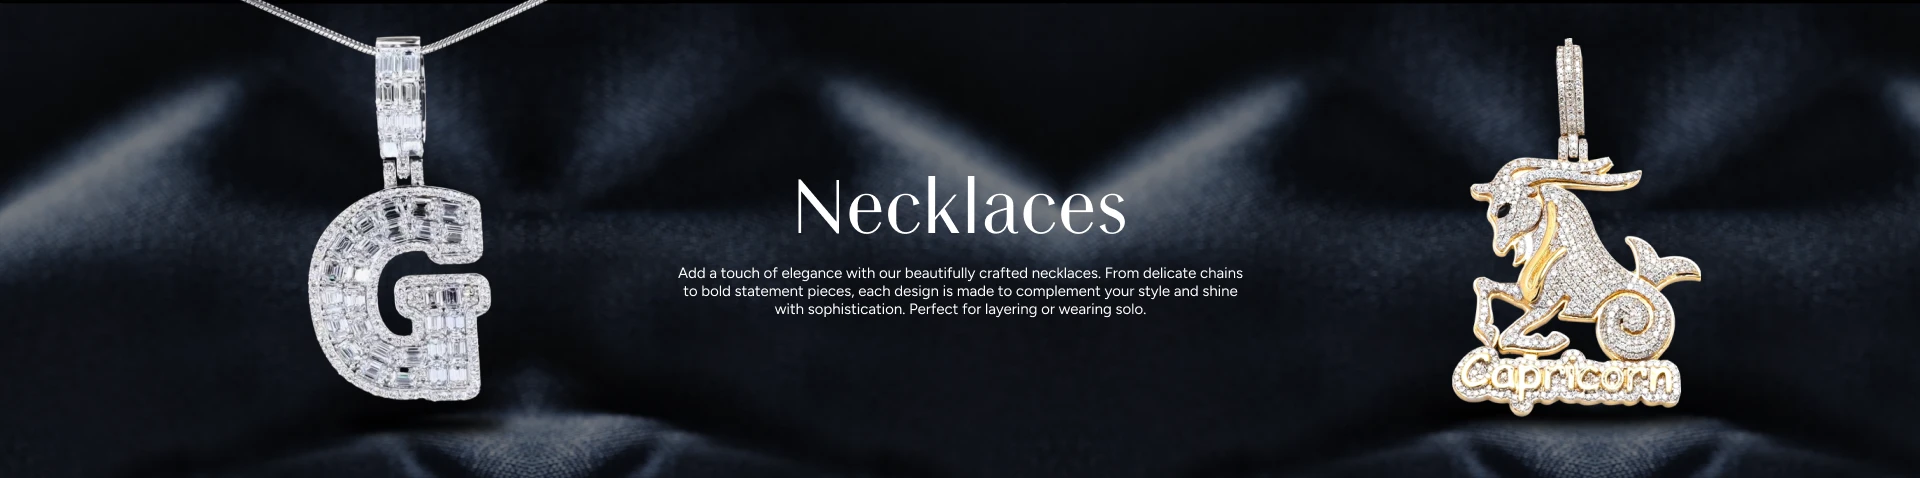 Necklaces
Add a touch of elegance with our beautifully crafted necklaces. From delicate chains
to bold statement pieces, each design is made to complement your style and shine
with sophistication. Perfect for layering or wearing solo.
G
Capricorn